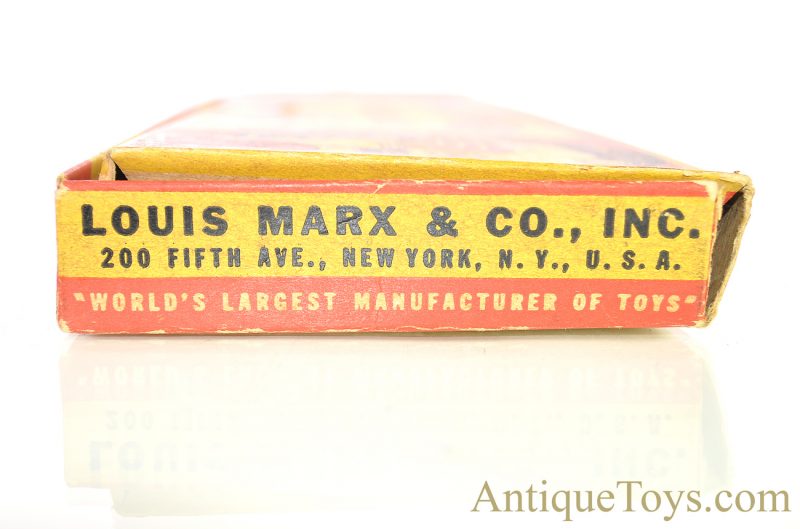 LOUIS MARX & CO., INC.
200 FIFTH AVE., NEW YORK, N. Y., U. S. A.
"WORLD'S LARGEST MANUFACTURER OF TOYS"
AntiqueToys.com